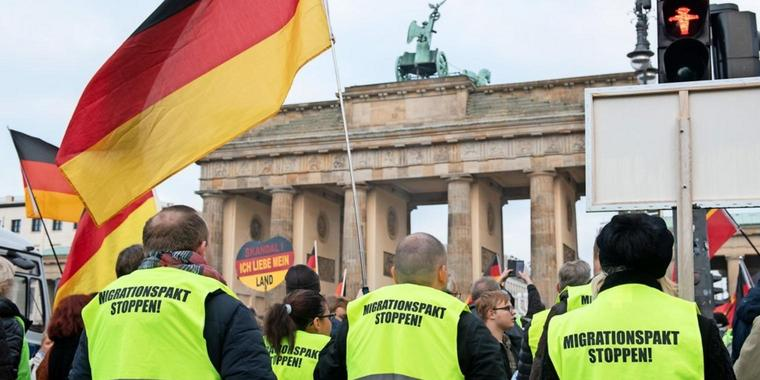 SKANDAL!
ICH LIEBE MEIN
LAND
MIGRATIONSPAKT
STOPPEN!
MIGRATIONSPAKT
STOPPEN!
MIGRATIONSPAKT
STOPPEN!
MIGRATIONSPAKT
STOPPEN!